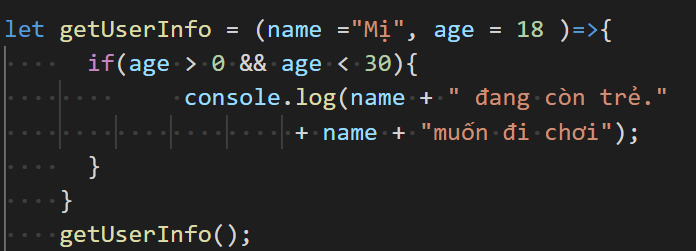 let getUserInfo = (name ="Mị", age = 18 )=>{
if(age > 0 && age < 30){
console.log(name + " đang còn trẻ."
+ name + "muốn đi chơi");
}
}
getUserInfo();